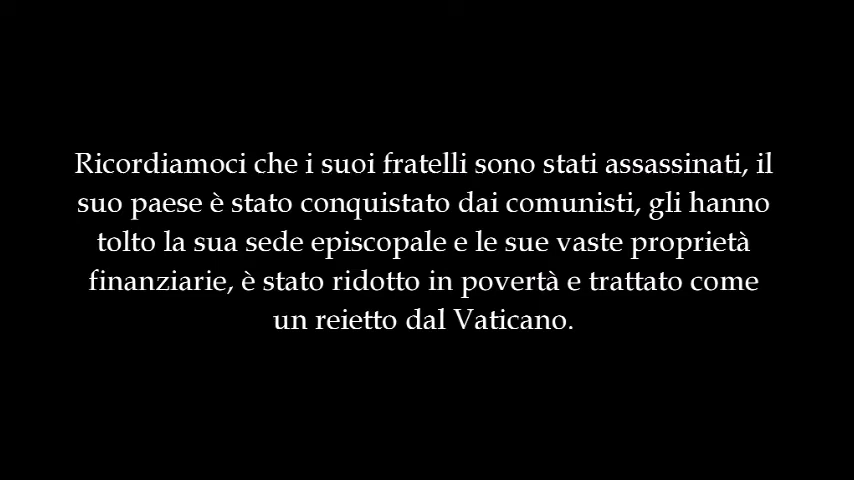 Ricordiamoci che i suoi fratelli sono stati assassinati, il
suo paese è stato conquistato dai comunisti, gli hanno
tolto la sua sede episcopale e le sue vaste proprietà
finanziarie, è stato ridotto in povertà e trattato come
un reietto dal Vaticano.